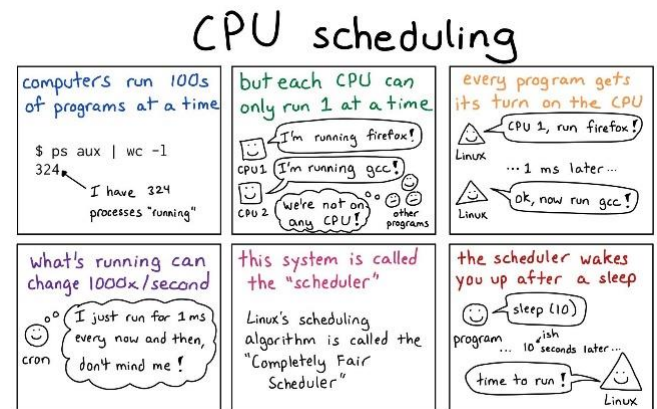 CPU scheduling
computers run 100s
of programs at a time
$ ps aux | wc -l
324
I have 324
processes "running"
but each CPU can
only run 1 at a time
I'm running firefox!
CPU 1
I'm running gcc!
CPU 2
we're not on
any CPU!
other
programs
every program gets
its turn on the CPU
CPU 1, run firefox!
Linux
... 1 ms later...
ok, now run gcc!
Linux
what's running can
change 1000x/second
I just run for 1 ms
every now and then,
don't mind me!
cron
this system is called
the "scheduler"
Linux's scheduling
algorithm is called the
"Completely Fair
Scheduler"
the scheduler wakes
you up after a sleep
sleep (10)
program
ish
... 10 seconds later...
time to run!
Linux